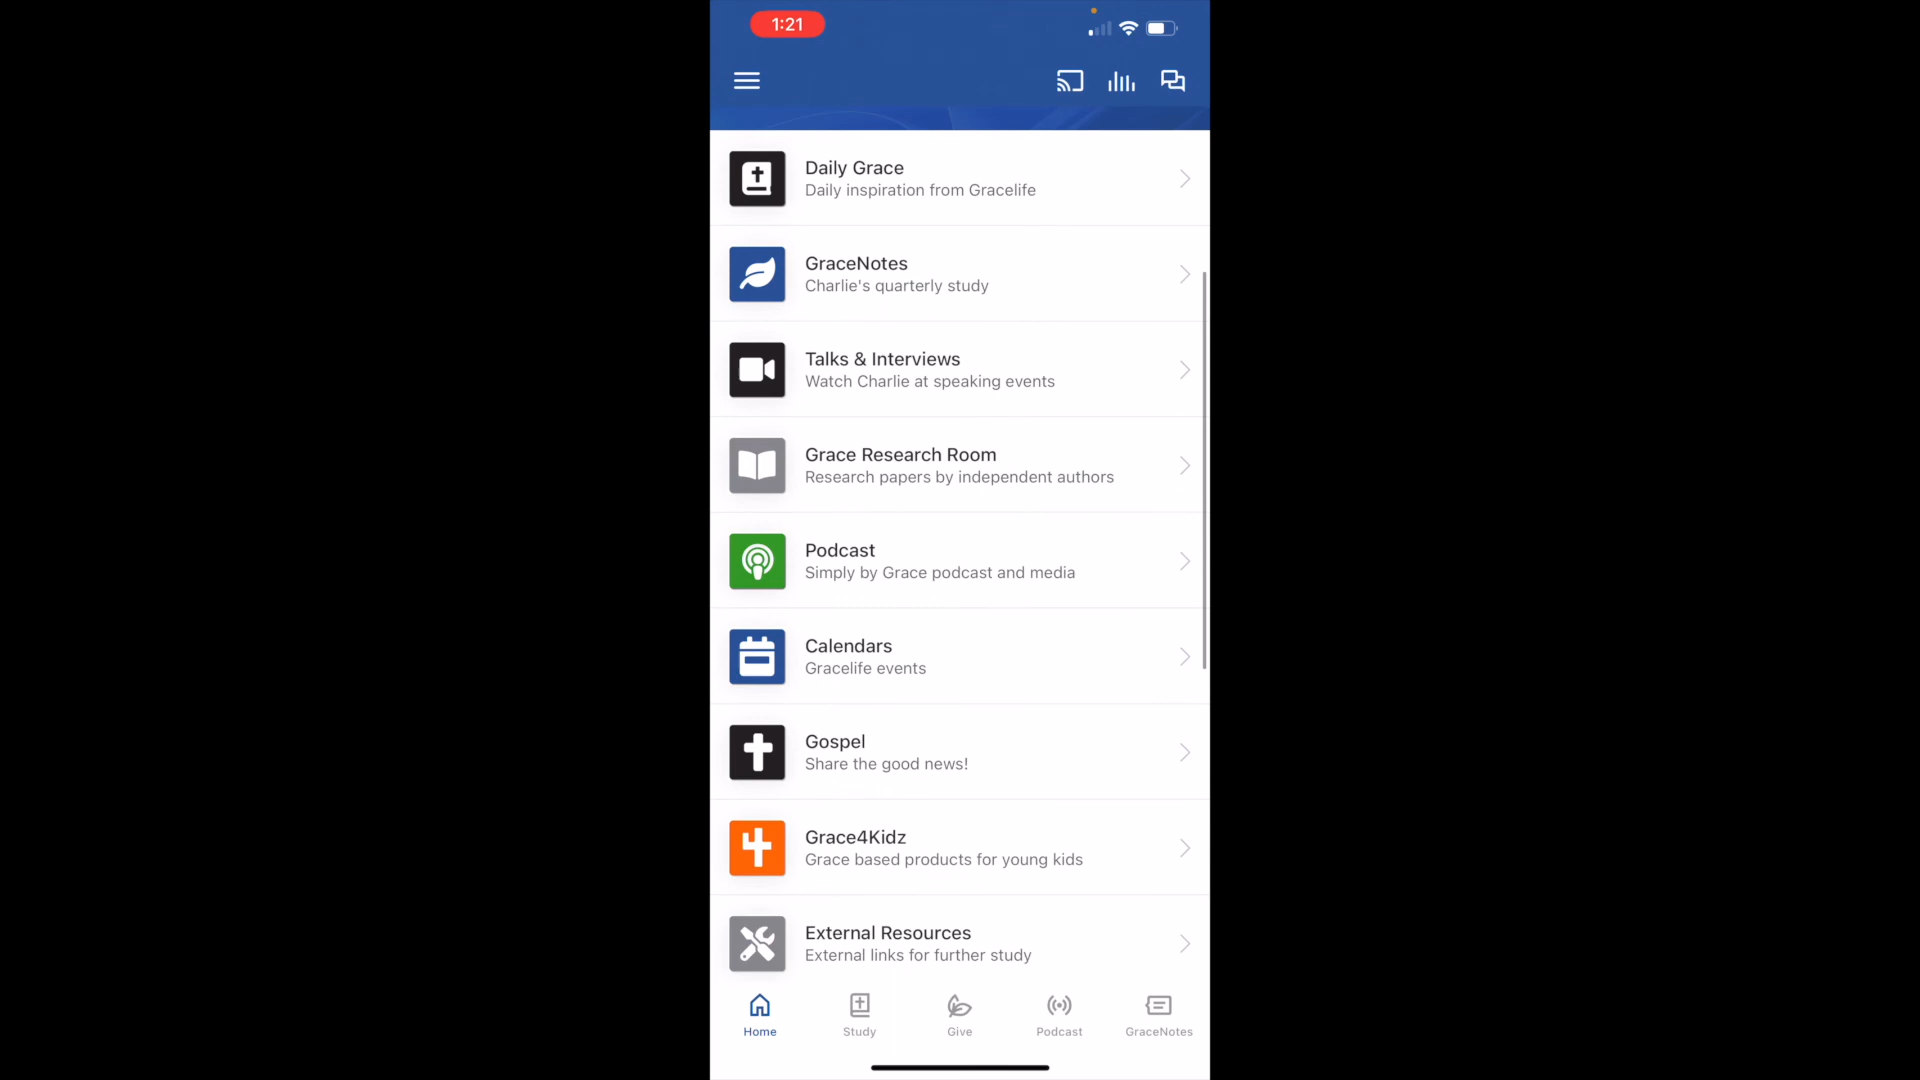 1:21
Daily Grace
Daily inspiration from Gracelife
GraceNotes
Charlie's quarterly study
Talks & Interviews
Watch Charlie at speaking events
Grace Research Room
Research papers by independent authors
Podcast
Simply by Grace podcast and media
Calendars
Gracelife events
Gospel
Share the good news!
Grace4Kidz
Grace based products for young kids
External Resources
External links for further study
Home Study Give Podcast GraceNotes